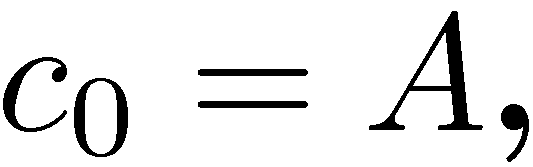 c₀ = A,